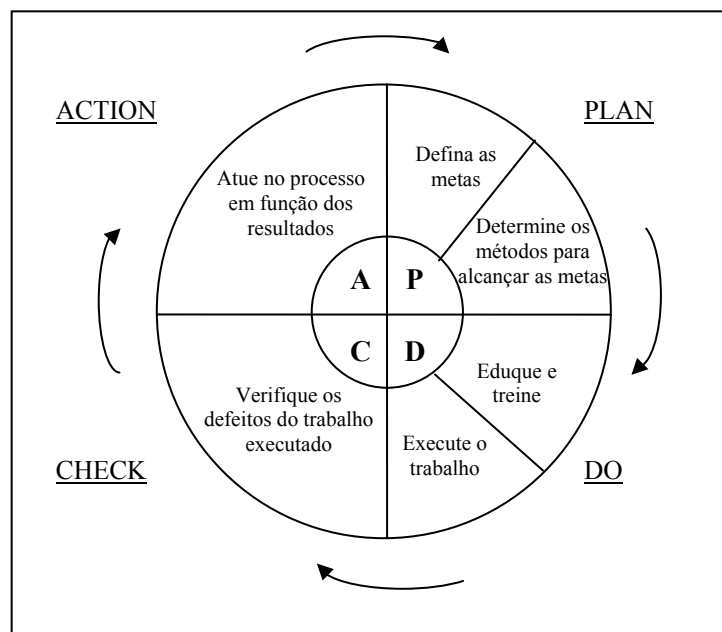 ACTION
PLAN
Defina as
metas
Atue no processo
em função dos
resultados
Determine os
métodos para
alcançar as metas
A
P
C
D
Eduque e
treine
Verifique os
defeitos do trabalho
executado
Execute o
trabalho
CHECK
DO